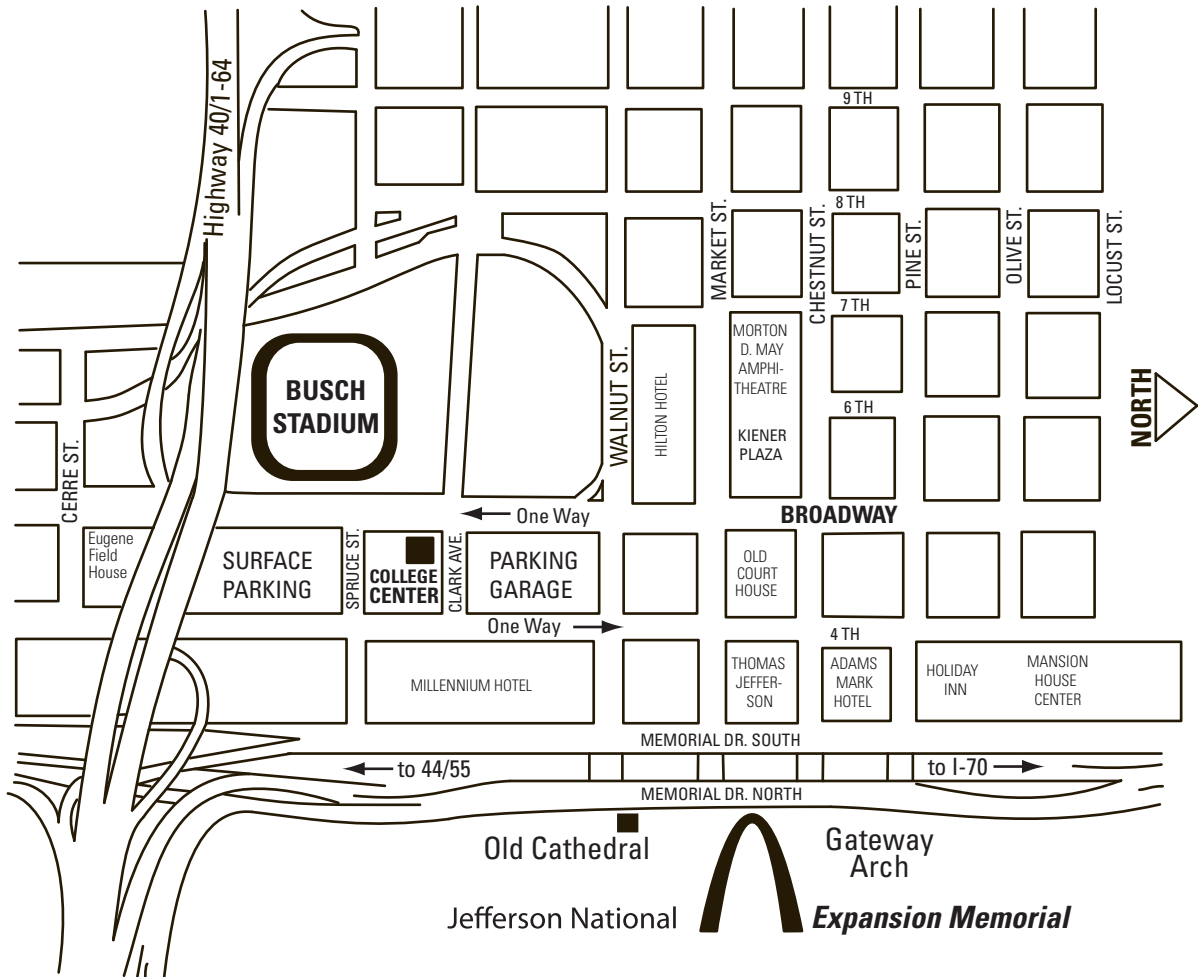 Highway 40/1-64
9 TH
8 TH
MARKET ST.
CHESTNUT ST.
PINE ST.
OLIVE ST.
LOCUST ST.
7 TH
BUSCH
STADIUM
WALNUT ST.
HILTON HOTEL
MORTON
D. MAY
AMPHI-
THEATRE
KIENER
PLAZA
6 TH
NORTH
CERRE ST.
One Way
BROADWAY
Eugene
Field
House
SURFACE
PARKING
SPRUCE ST.
COLLEGE
CENTER
CLARK AVE.
PARKING
GARAGE
OLD
COURT
HOUSE
One Way
4 TH
MILLENNIUM HOTEL
THOMAS
JEFFER-
SON
ADAMS
MARK
HOTEL
HOLIDAY
INN
MANSION
HOUSE
CENTER
MEMORIAL DR. SOUTH
to 44/55
to I-70
MEMORIAL DR. NORTH
Old Cathedral
Gateway
Arch
Jefferson National
Expansion Memorial